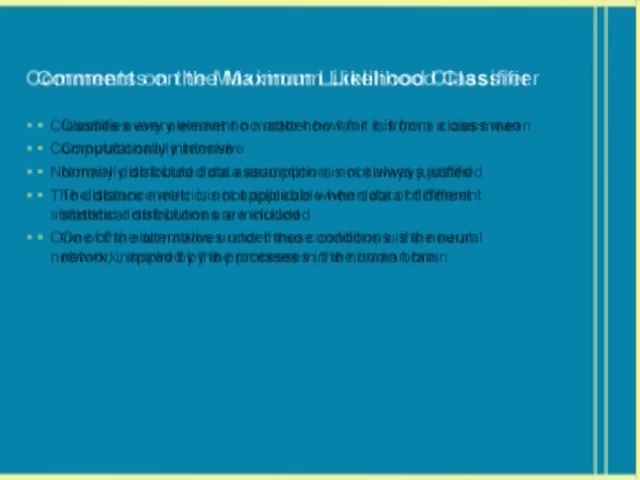 Comments on the Maximum Likelihood Classifier
Classifies every element no matter how far it is from a class mean
Computationally intensive
Normally distributed data assumption is not always justified
The distance metric is not applicable when data of different
statistical distributions are included
One of the alternatives under these conditions is the neural
network, inspired by the processes in the human brain